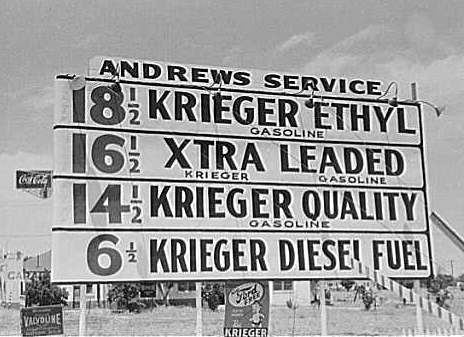 ANDREWS SERVICE
18 1/2 KRIEGER ETHYL
GASOLINE
16 1/2 XTRA LEADED
KRIEGER GASOLINE
14 1/2 KRIEGER QUALITY
GASOLINE
6 1/2 KRIEGER DIESEL FUEL
Coca-Cola
VALVOLINE
Ford
KRIEGER